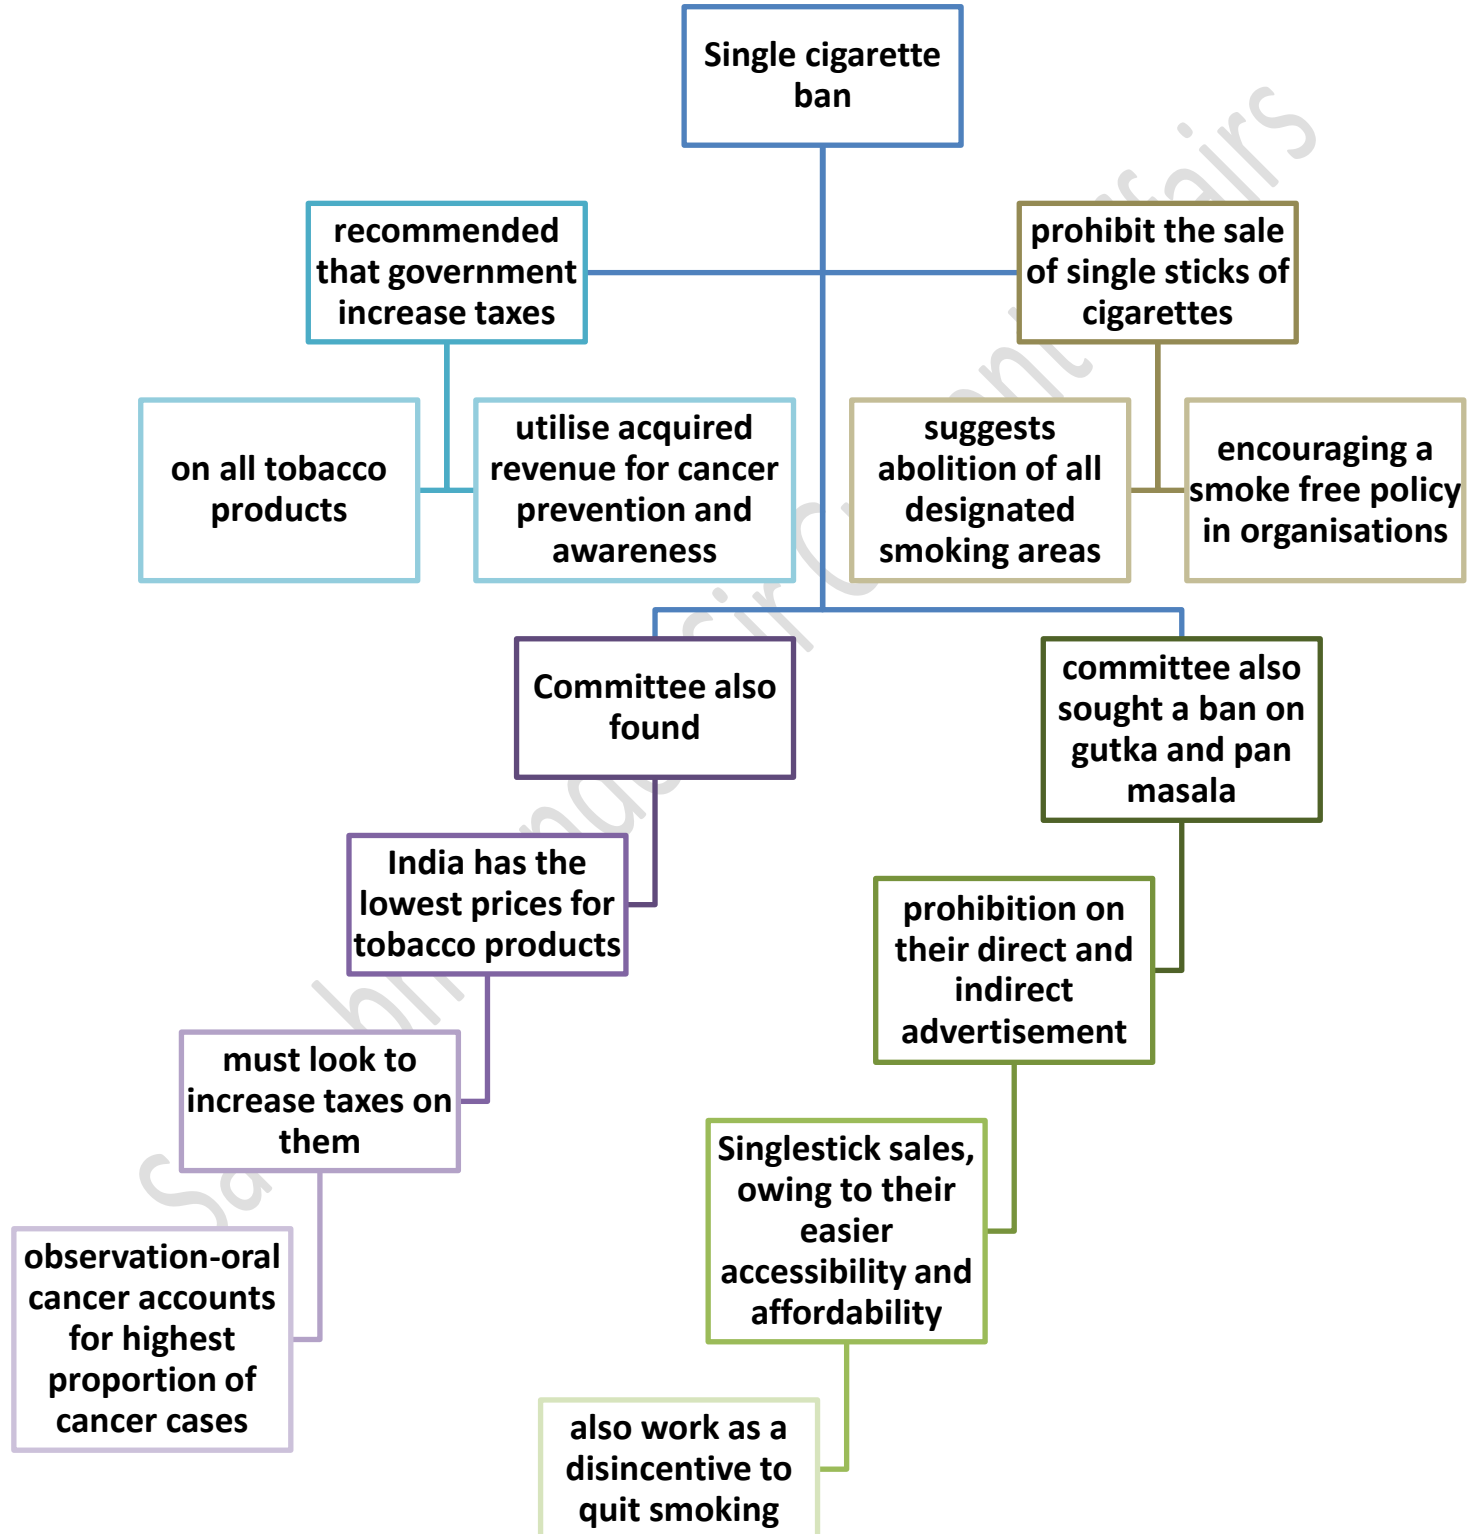 Single cigarette
ban
recommended
that government
increase taxes
prohibit the sale
of single sticks of
cigarettes
on all tobacco
products
utilise acquired
revenue for cancer
prevention and
awareness
suggests
abolition of all
designated
smoking areas
encouraging a
smoke free policy
in organisations
Committee also
found
committee also
sought a ban on
gutka and pan
masala
India has the
lowest prices for
tobacco products
prohibition on
their direct and
indirect
advertisement
must look to
increase taxes on
them
Singlestick sales,
owing to their
easier
accessibility and
affordability
observation-oral
cancer accounts
for highest
proportion of
cancer cases
also work as a
disincentive to
quit smoking